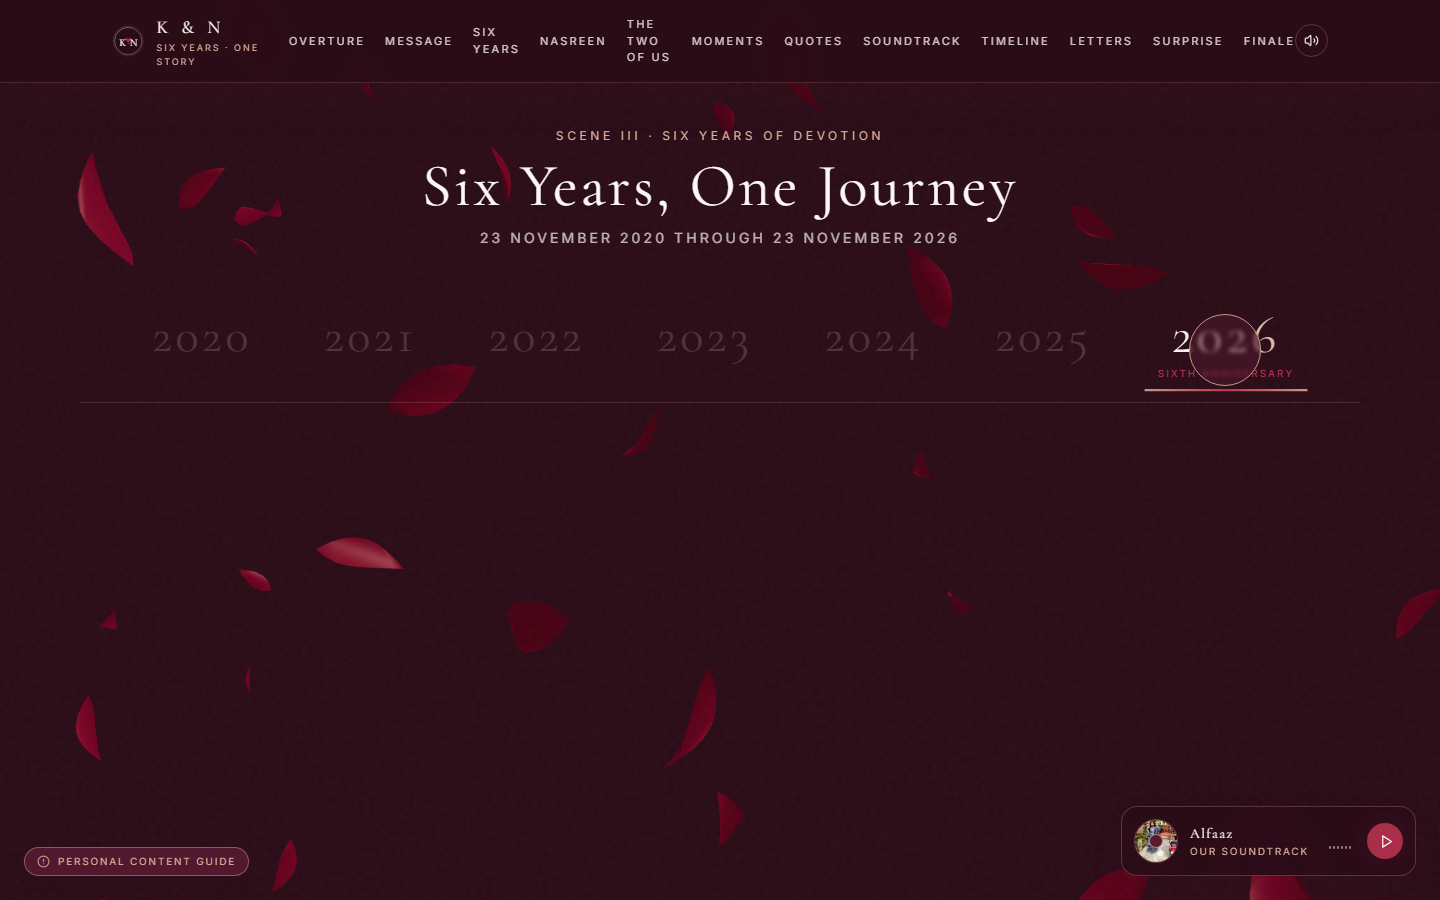 K & N
SIX YEARS · ONE
STORY
OVERTURE
MESSAGE
SIX
YEARS
NASREEN
THE
TWO
OF US
MOMENTS
QUOTES
SOUNDTRACK
TIMELINE
LETTERS
SURPRISE
FINALE
SCENE III · SIX YEARS OF DEVOTION
Six Years, One Journey
23 NOVEMBER 2020 THROUGH 23 NOVEMBER 2026
2020
2021
2022
2023
2024
2025
2026
SIXTH
Alfaaz
OUR SOUNDTRACK
PERSONAL CONTENT GUIDE